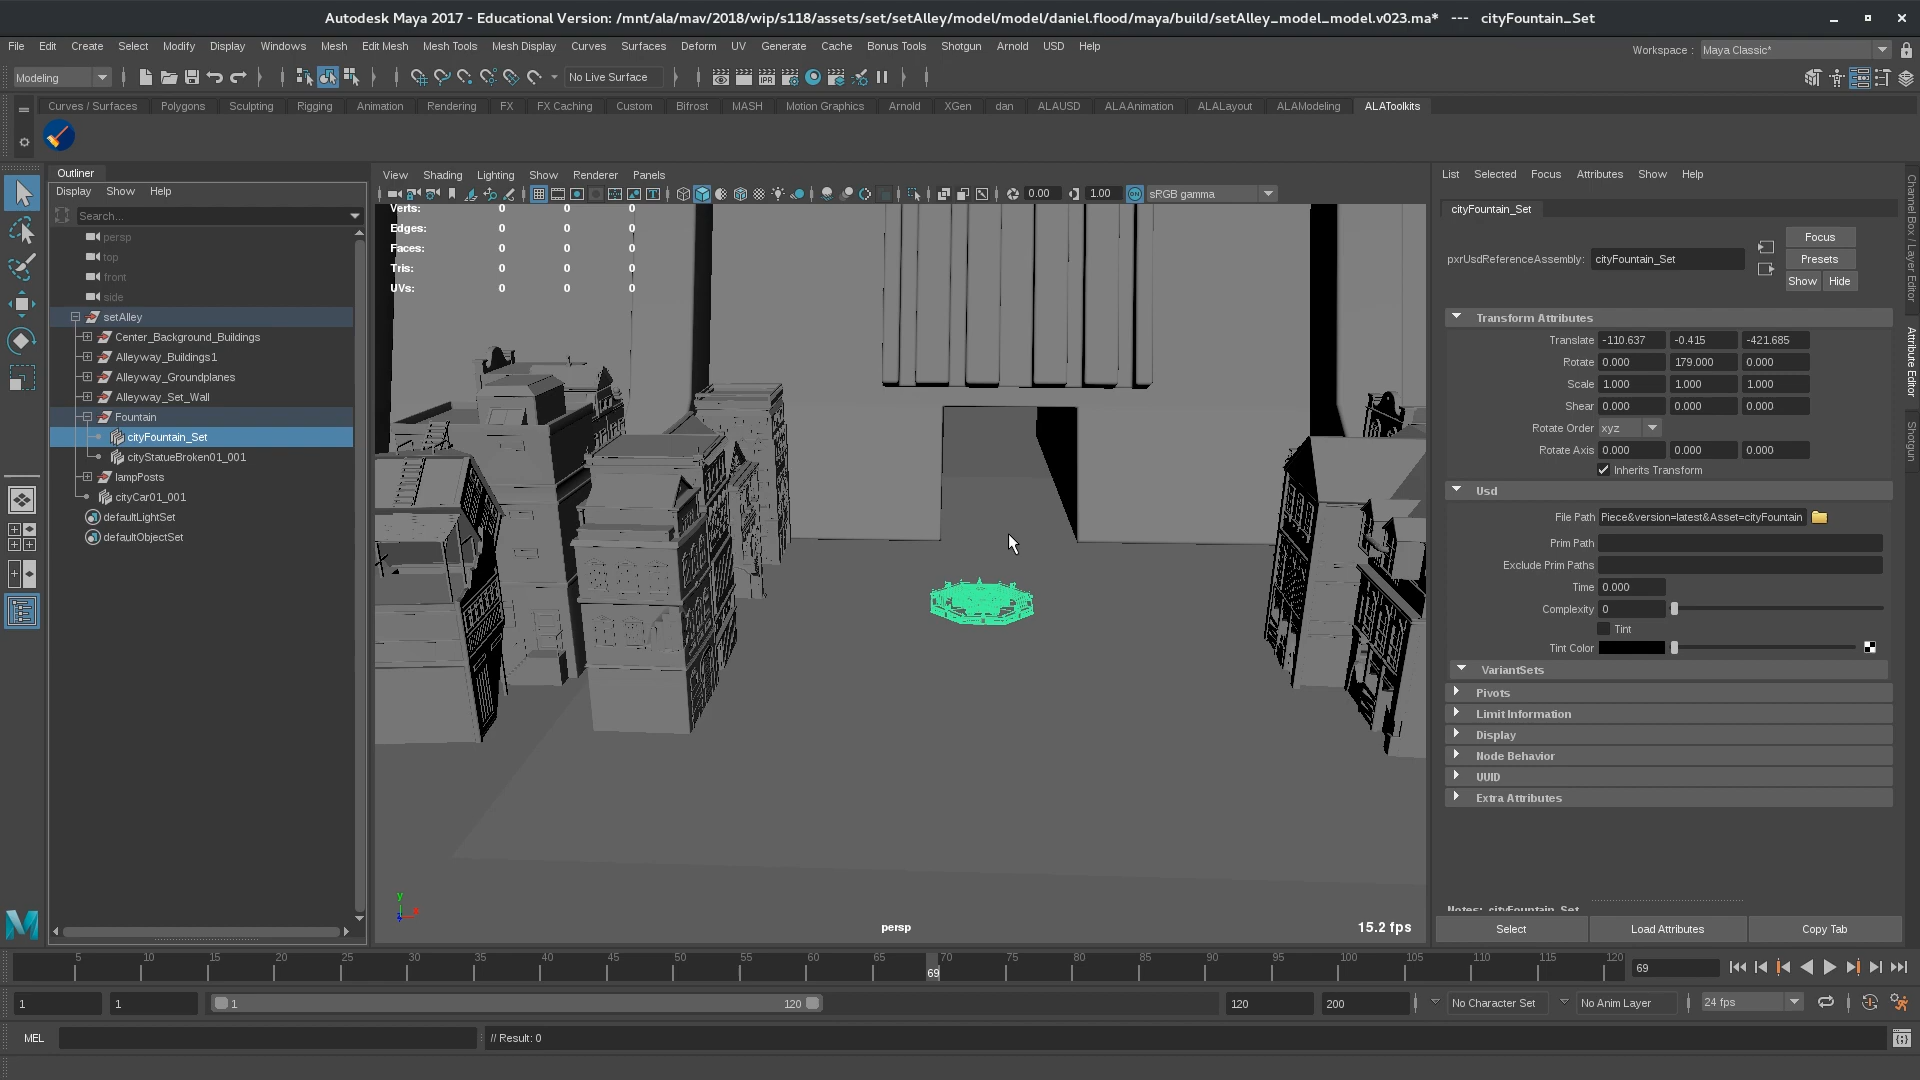 Autodesk Maya 2017 - Educational Version: /mnt/ala/mav/2018/wip/s118/assets/set/setAlley/model/model/daniel.flood/maya/build/setAlley_model_model.v023.ma* --- cityFountain_Set
File Edit Create Select Modify Display Windows Mesh Edit Mesh Mesh Tools Mesh Display Curves Surfaces Deform UV Generate Cache Bonus Tools Shotgun Arnold USD Help
Workspace : Maya Classic*
Modeling No Live Surface IPR
Curves / Surfaces Polygons Sculpting Rigging Animation Rendering FX FX Caching Custom Bifrost MASH Motion Graphics Arnold XGen dan ALAUSD ALAAnimation ALALayout ALAModeling ALAToolkits
Outliner
Display Show Help
Search...
persp
top
front
side
setAlley
Center_Background_Buildings
Alleyway_Buildings1
Alleyway_Groundplanes
Alleyway_Set_Wall
Fountain
cityFountain_Set
cityStatueBroken01_001
lampPosts
cityCar01_001
defaultLightSet
defaultObjectSet
View Shading Lighting Show Renderer Panels
0.00 1.00 sRGB gamma
Verts: 0 0 0
Edges: 0 0 0
Faces: 0 0 0
Tris: 0 0 0
UVs: 0 0 0
y
persp
15.2 fps
List Selected Focus Attributes Show Help
cityFountain_Set
pxrUsdReferenceAssembly: cityFountain_Set
Focus
Presets
Show Hide
Transform Attributes
Translate -110.637 -0.415 -421.685
Rotate 0.000 179.000 0.000
Scale 1.000 1.000 1.000
Shear 0.000 0.000 0.000
Rotate Order xyz
Rotate Axis 0.000 0.000 0.000
Inherits Transform
Usd
File Path Piece&version=latest&Asset=cityFountain
Prim Path
Exclude Prim Paths
Time 0.000
Complexity 0
Tint
Tint Color
VariantSets
Pivots
Limit Information
Display
Node Behavior
UUID
Extra Attributes
Notes: cityFountain_Set
Select Load Attributes Copy Tab
Channel Box / Layer Editor
Attribute Editor
Shotgun
5 10 15 20 25 30 35 40 45 50 55 60 65 69 70 75 80 85 90 95 100 105 110 115 120
69
1 1 1 120 120 200 No Character Set No Anim Layer 24 fps
MEL // Result: 0